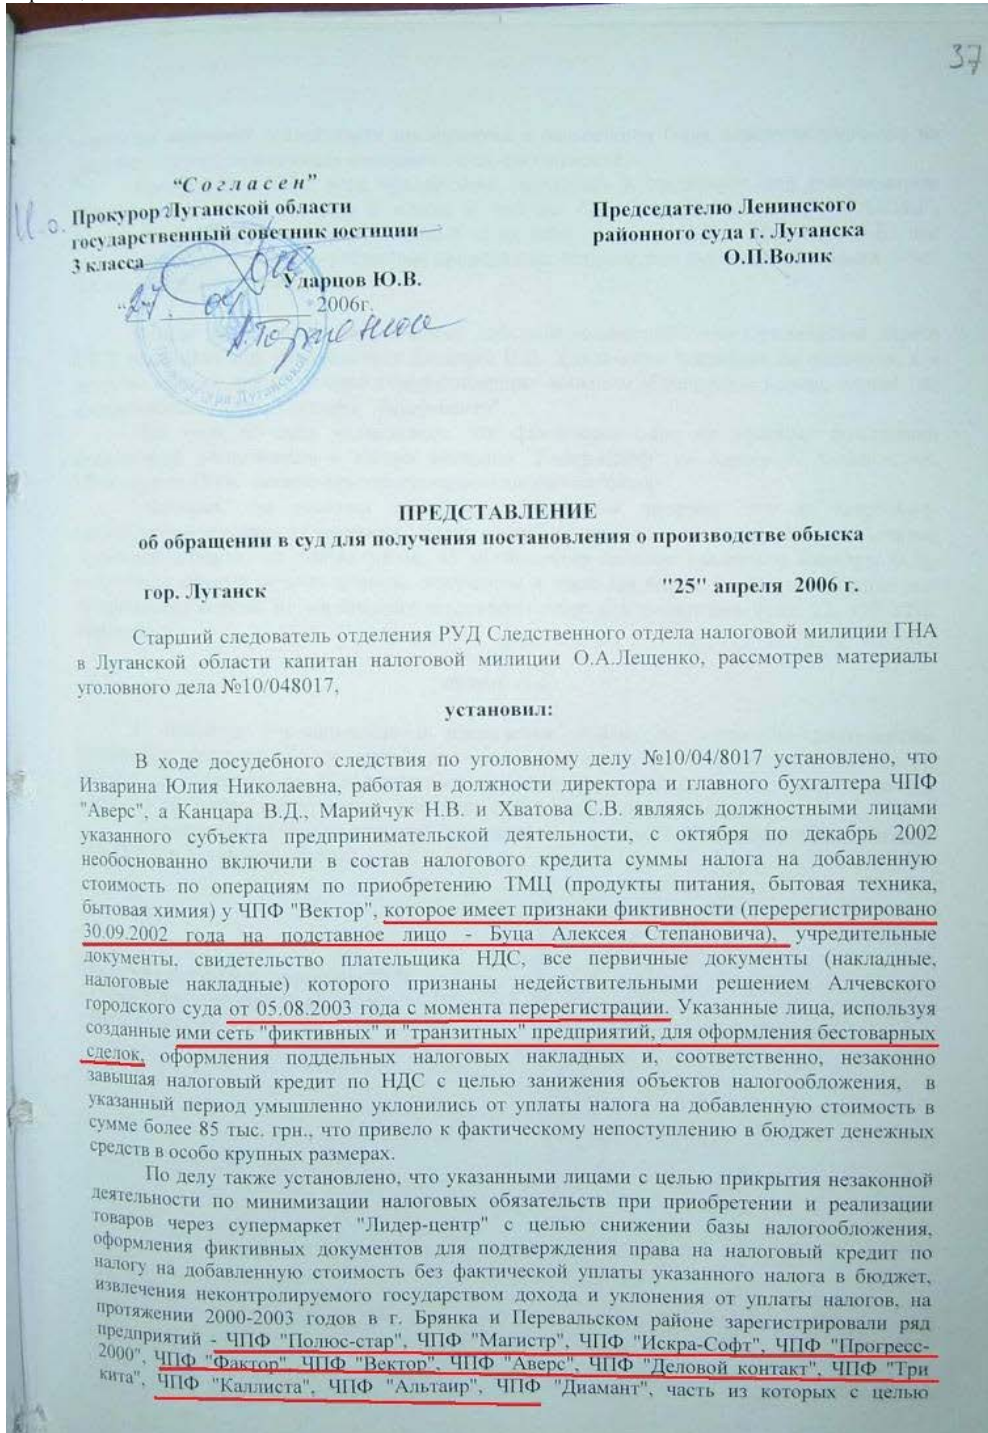 37
"Согласен"
И.о. Прокурор Луганской области
государственный советник юстиции
3 класса
Ударцов Ю.В.
"27" 04 2006г.
Председателю Ленинского
районного суда г. Луганска
О.П.Волик
ПРЕДСТАВЛЕНИЕ
об обращении в суд для получения постановления о производстве обыска
гор. Луганск "25" апреля 2006 г.
Старший следователь отделения РУД Следственного отдела налоговой милиции ГНА
в Луганской области капитан налоговой милиции О.А.Лещенко, рассмотрев материалы
уголовного дела №10/048017,
установил:
В ходе досудебного следствия по уголовному делу №10/04/8017 установлено, что
Изварина Юлия Николаевна, работая в должности директора и главного бухгалтера ЧПФ
"Аверс", а Канцара В.Д., Марийчук Н.В. и Хватова С.В. являясь должностными лицами
указанного субъекта предпринимательской деятельности, с октября по декабрь 2002
необоснованно включили в состав налогового кредита суммы налога на добавленную
стоимость по операциям по приобретению ТМЦ (продукты питания, бытовая техника,
бытовая химия) у ЧПФ "Вектор", которое имеет признаки фиктивности (перерегистрировано
30.09.2002 года на подставное лицо - Буца Алексея Степановича), учредительные
документы, свидетельство плательщика НДС, все первичные документы (накладные,
налоговые накладные) которого признаны недействительными решением Алчевского
городского суда от 05.08.2003 года с момента перерегистрации. Указанные лица, используя
созданные ими сеть "фиктивных" и "транзитных" предприятий, для оформления бестоварных
сделок, оформления поддельных налоговых накладных и, соответственно, незаконно
завышая налоговый кредит по НДС с целью занижения объектов налогообложения, в
указанный период умышленно уклонились от уплаты налога на добавленную стоимость в
сумме более 85 тыс. грн., что привело к фактическому непоступлению в бюджет денежных
средств в особо крупных размерах.
По делу также установлено, что указанными лицами с целью прикрытия незаконной
деятельности по минимизации налоговых обязательств при приобретении и реализации
товаров через супермаркет "Лидер-центр" с целью снижении базы налогообложения,
оформления фиктивных документов для подтверждения права на налоговый кредит по
налогу на добавленную стоимость без фактической уплаты указанного налога в бюджет,
извлечения неконтролируемого государством дохода и уклонения от уплаты налогов, на
протяжении 2000-2003 годов в г. Брянка и Перевальском районе зарегистрировали ряд
предприятий - ЧПФ "Полюс-стар", ЧПФ "Магистр", ЧПФ "Искра-Софт", ЧПФ "Прогресс-
2000", ЧПФ "Фактор", ЧПФ "Вектор", ЧПФ "Аверс", ЧПФ "Деловой контакт", ЧПФ "Три
кита", ЧПФ "Каллиста", ЧПФ "Альтаир", ЧПФ "Диамант", часть из которых с целью